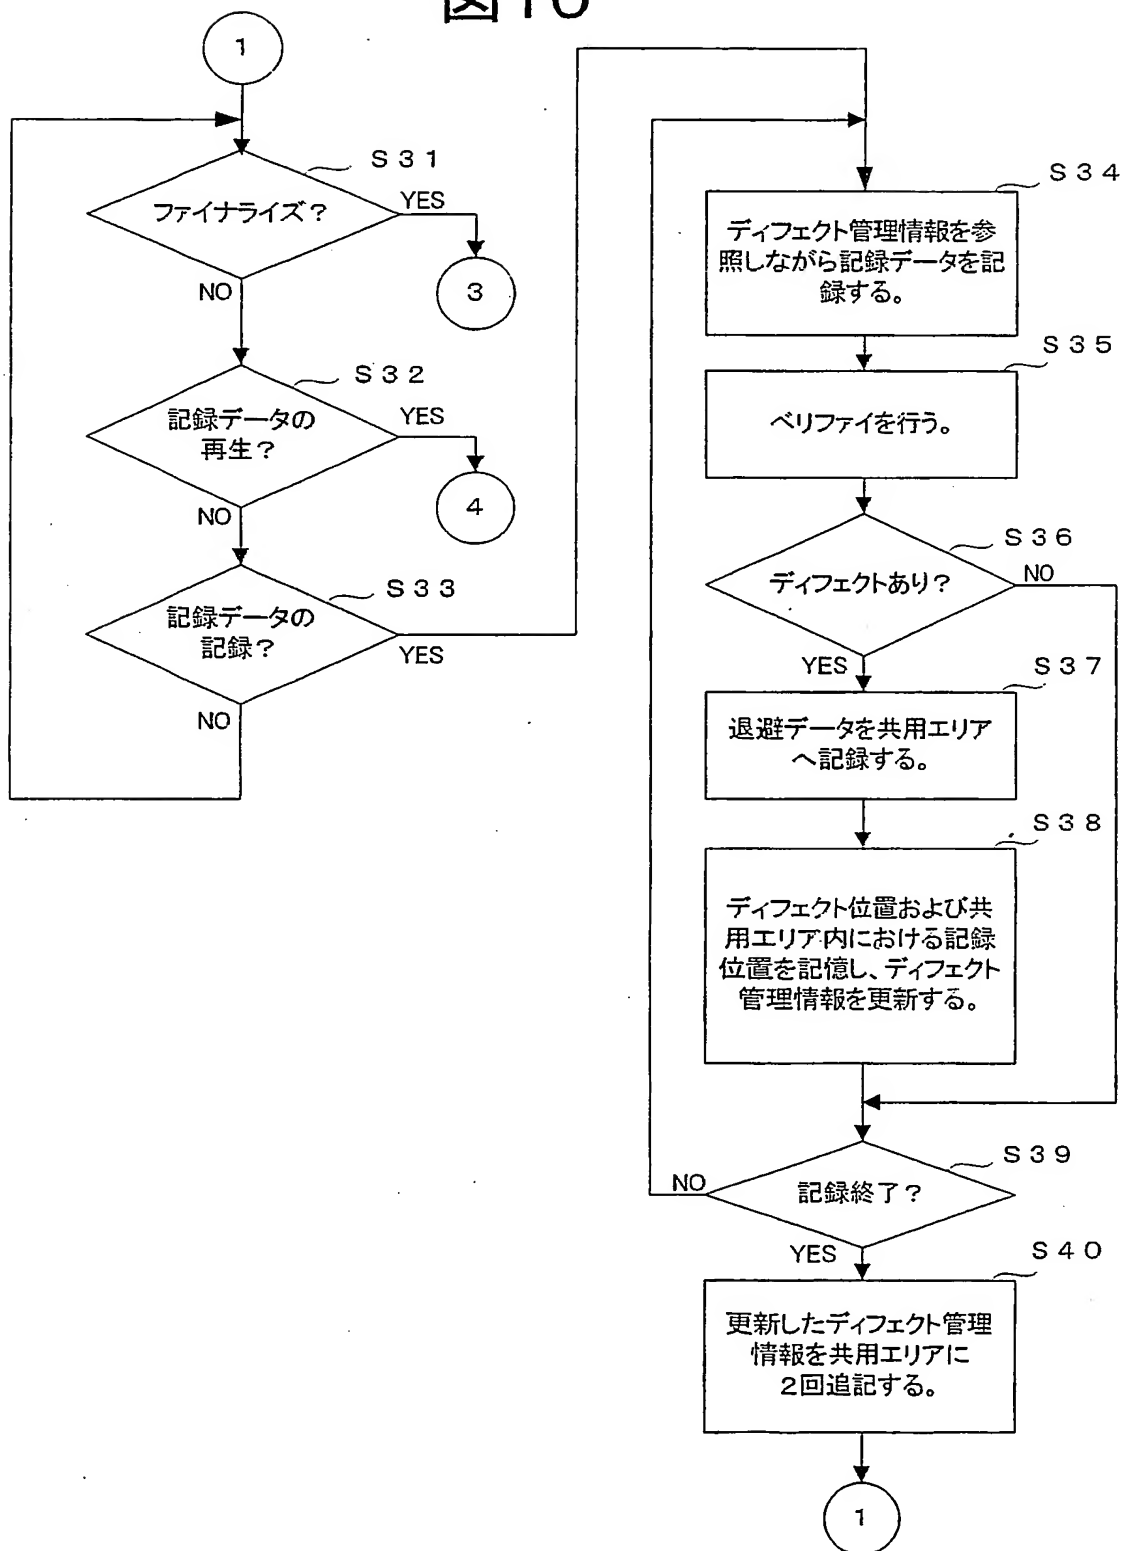 1
S31
ファイナライズ?
YES
3
NO
S32
記録データの
再生?
YES
4
NO
S33
記録データの
記録?
YES
NO
S34
ディフェクト管理情報を参
照しながら記録データを記
録する。
S35
ベリファイを行う。
S36
ディフェクトあり?
NO
YES
S37
退避データを共用エリア
へ記録する。
S38
ディフェクト位置および共
用エリア内における記録
位置を記憶し、ディフェクト
管理情報を更新する。
S39
記録終了?
NO
YES
S40
更新したディフェクト管理
情報を共用エリアに
2回追記する。
1